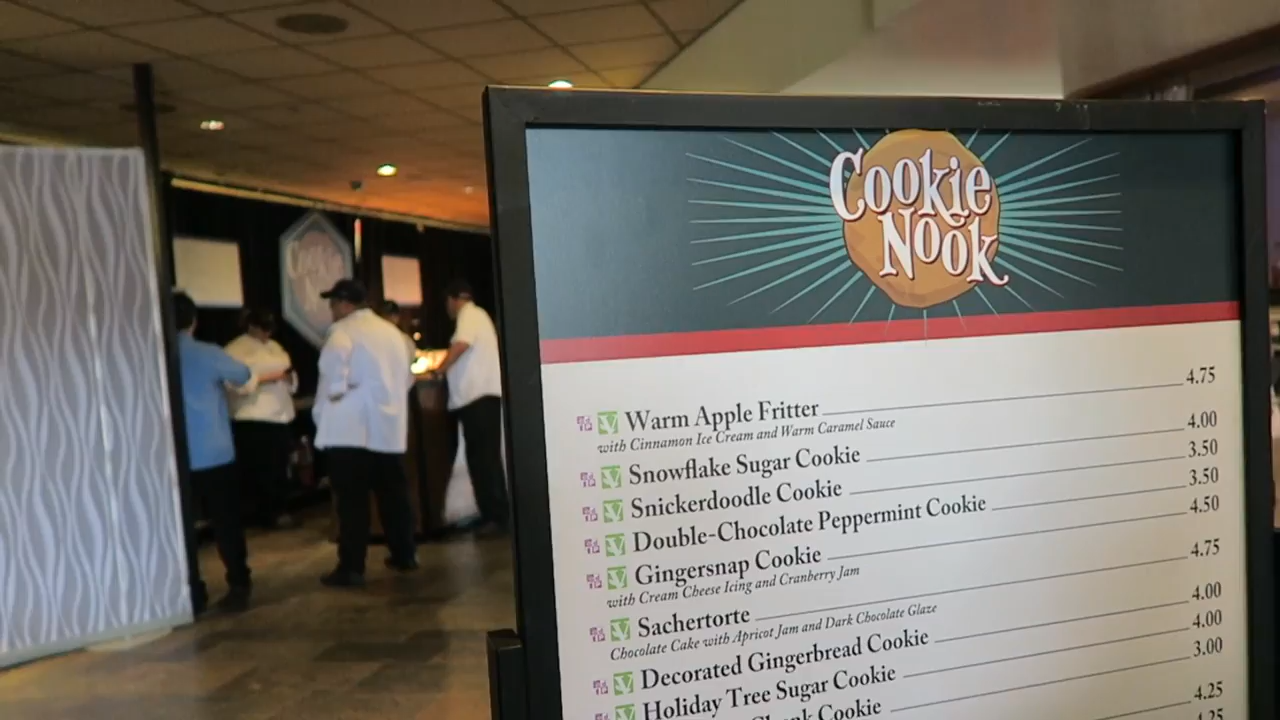 Cookie
Nook
Warm Apple Fritter 4.75
with Cinnamon Ice Cream and Warm Caramel Sauce
Snowflake Sugar Cookie 4.00
Snickerdoodle Cookie 3.50
Double-Chocolate Peppermint Cookie 3.50
Gingersnap Cookie 4.50
with Cream Cheese Icing and Cranberry Jam
Sachertorte 4.75
Chocolate Cake with Apricot Jam and Dark Chocolate Glaze
Decorated Gingerbread Cookie 4.00
Holiday Tree Sugar Cookie 4.00
Chunk Cookie 3.00
4.25